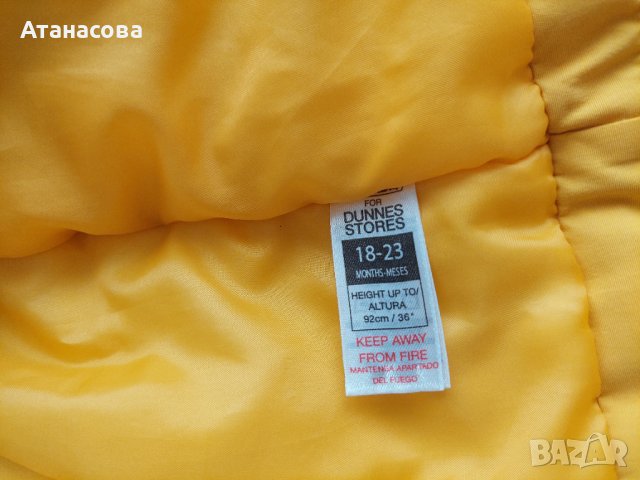 Атанасова
FOR
DUNNES
STORES
18-23
MONTHS-MESES
HEIGHT UP TO/
ALTURA
92cm / 36"
KEEP AWAY
FROM FIRE
MANTENGA APARTADO
DEL FUEGO
BAZAR